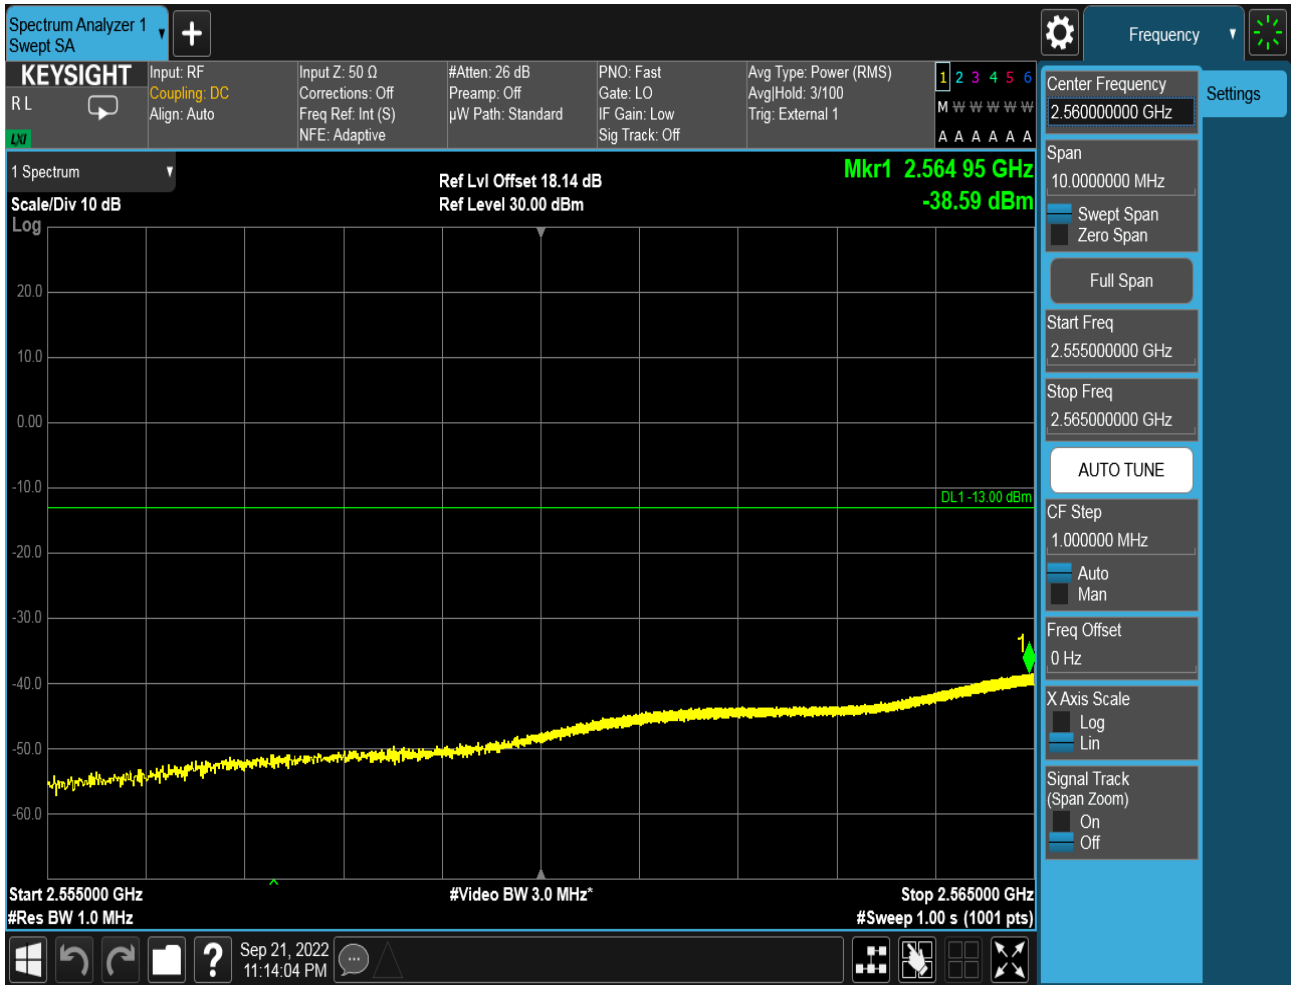 Spectrum Analyzer 1
Swept SA
Frequency
KEYSIGHT
R L
LXI
Input: RF
Coupling: DC
Align: Auto
Input Z: 50 Ω
Corrections: Off
Freq Ref: Int (S)
NFE: Adaptive
#Atten: 26 dB
Preamp: Off
µW Path: Standard
PNO: Fast
Gate: LO
IF Gain: Low
Sig Track: Off
Avg Type: Power (RMS)
Avg|Hold: 3/100
Trig: External 1
1 2 3 4 5 6
M W W W W W
A A A A A A
1 Spectrum
Scale/Div 10 dB
Log
Ref Lvl Offset 18.14 dB
Ref Level 30.00 dBm
Mkr1 2.564 95 GHz
-38.59 dBm
20.0
10.0
0.00
-10.0
DL1 -13.00 dBm
-20.0
-30.0
1
-40.0
-50.0
-60.0
Start 2.555000 GHz
#Video BW 3.0 MHz*
Stop 2.565000 GHz
#Res BW 1.0 MHz
#Sweep 1.00 s (1001 pts)
Sep 21, 2022
11:14:04 PM
?
Center Frequency
2.560000000 GHz
Settings
Span
10.0000000 MHz
Swept Span
Zero Span
Full Span
Start Freq
2.555000000 GHz
Stop Freq
2.565000000 GHz
AUTO TUNE
CF Step
1.000000 MHz
Auto
Man
Freq Offset
0 Hz
X Axis Scale
Log
Lin
Signal Track
(Span Zoom)
On
Off